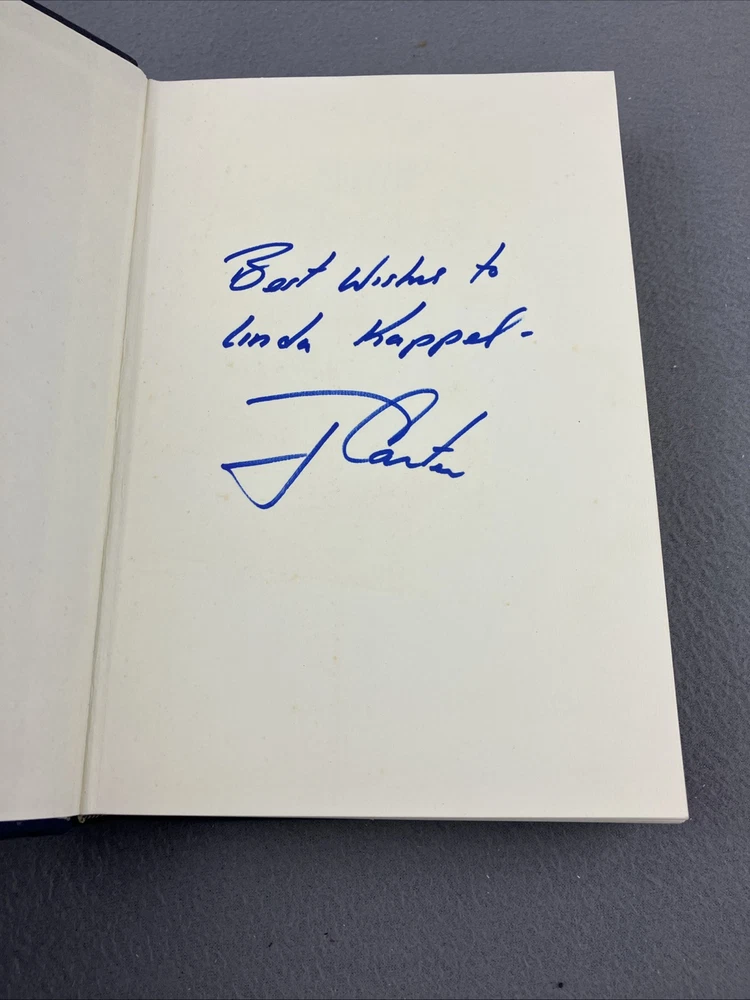 Best Wishes to
Linda Kappel-
J Carter